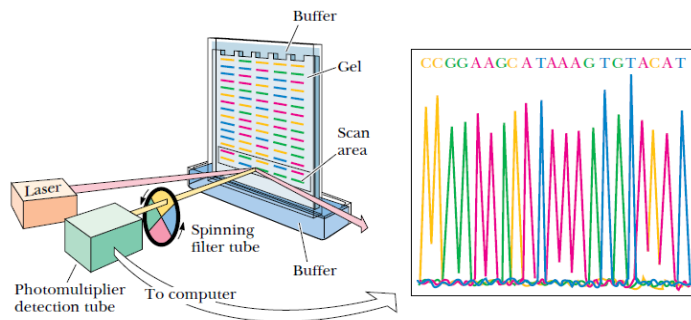 Buffer
Gel
Scan
area
Laser
Spinning
filter tube
Buffer
Photomultiplier
detection tube
To computer
CCGGAAGCATAAAGTGTACAT